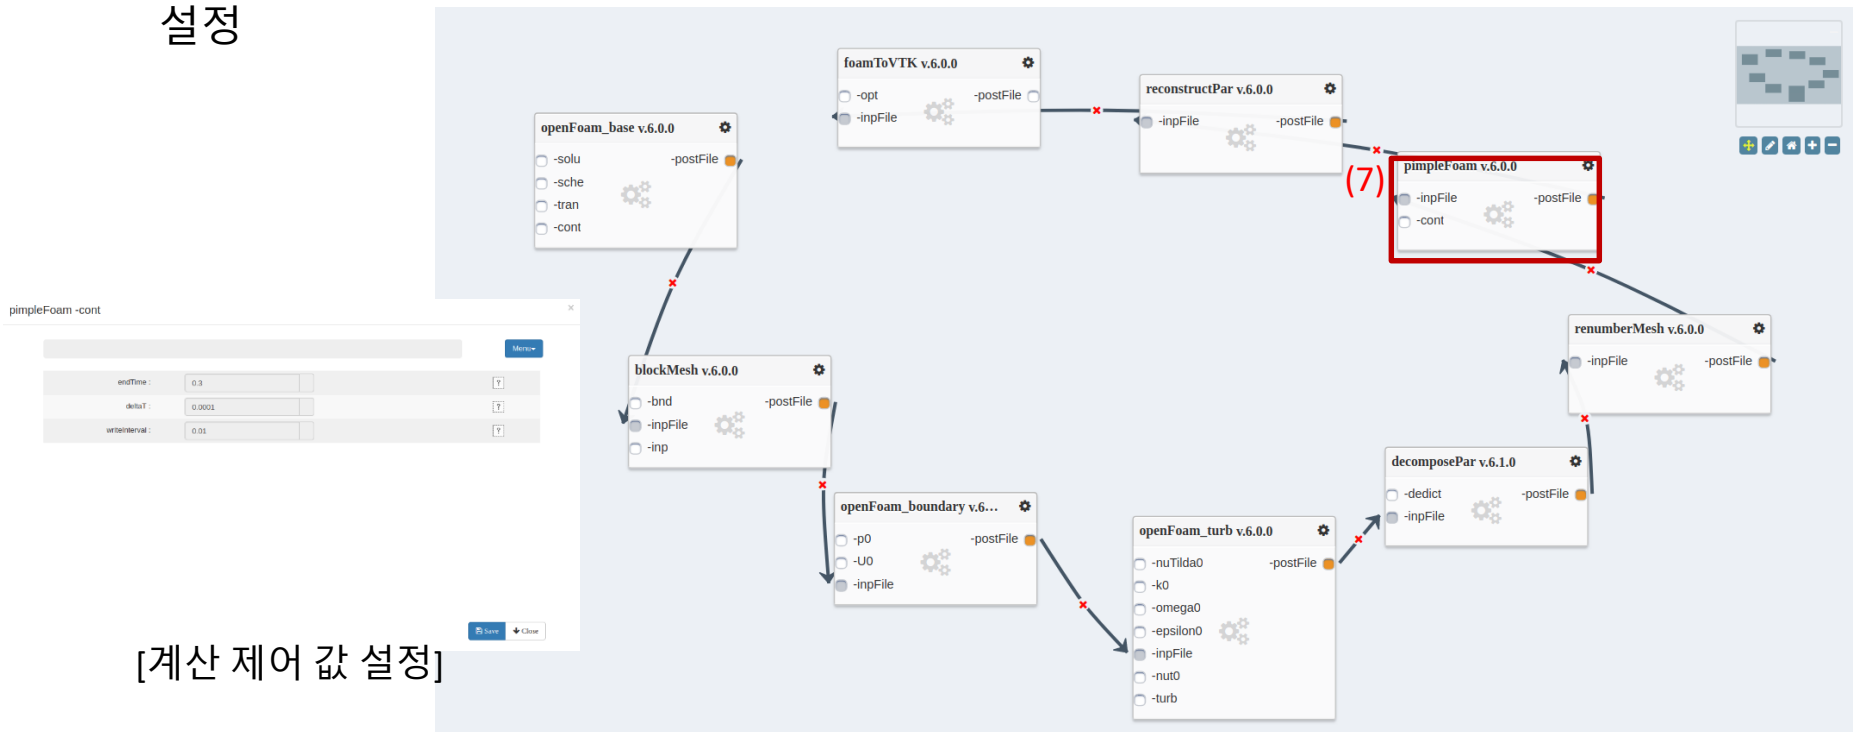 설정
pimpleFoam -cont
×
Menu
endTime :
0.3
?
deltaT :
0.0001
?
writeInterval :
0.01
?
Save
Close
[계산 제어 값 설정]
openFoam_base v.6.0.0
-solu
-postFile
-sche
-tran
-cont
foamToVTK v.6.0.0
-opt
-postFile
-inpFile
reconstructPar v.6.0.0
-inpFile
-postFile
(7)
pimpleFoam v.6.0.0
-inpFile
-postFile
-cont
blockMesh v.6.0.0
-bnd
-postFile
-inpFile
-inp
openFoam_boundary v.6...
-p0
-postFile
-U0
-inpFile
openFoam_turb v.6.0.0
-nuTilda0
-postFile
-k0
-omega0
-epsilon0
-inpFile
-nut0
-turb
decomposePar v.6.1.0
-dedict
-postFile
-inpFile
renumberMesh v.6.0.0
-inpFile
-postFile